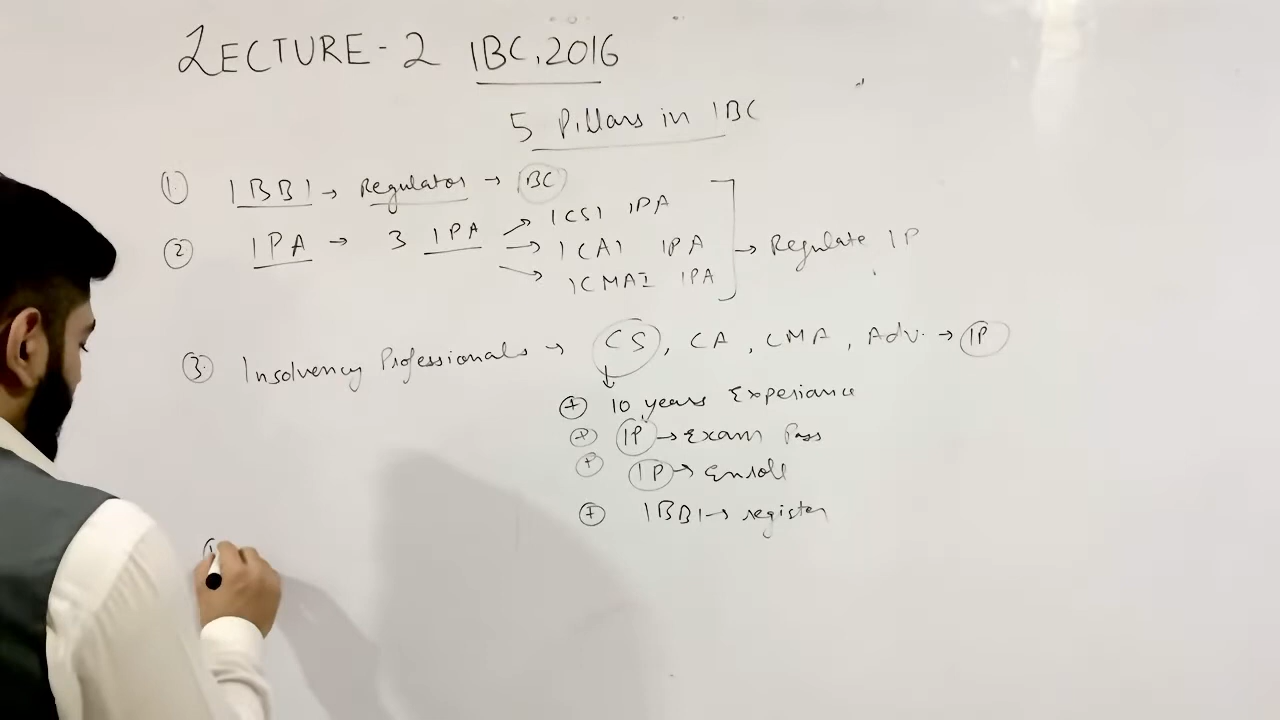 LECTURE - 2 IBC, 2016
5 Pillars in IBC
① IBBI → Regulator → IBC
② IPA → 3 IPA → ICSI IPA
→ ICAI IPA → Regulate IP
→ ICMAI IPA
③ Insolvency Professionals → CS, CA, CMA, Adv. → IP
⊕ 10 years Experiance
⊕ IP → Exam Pass
⊕ IP → Enroll
⊕ IBBI → register